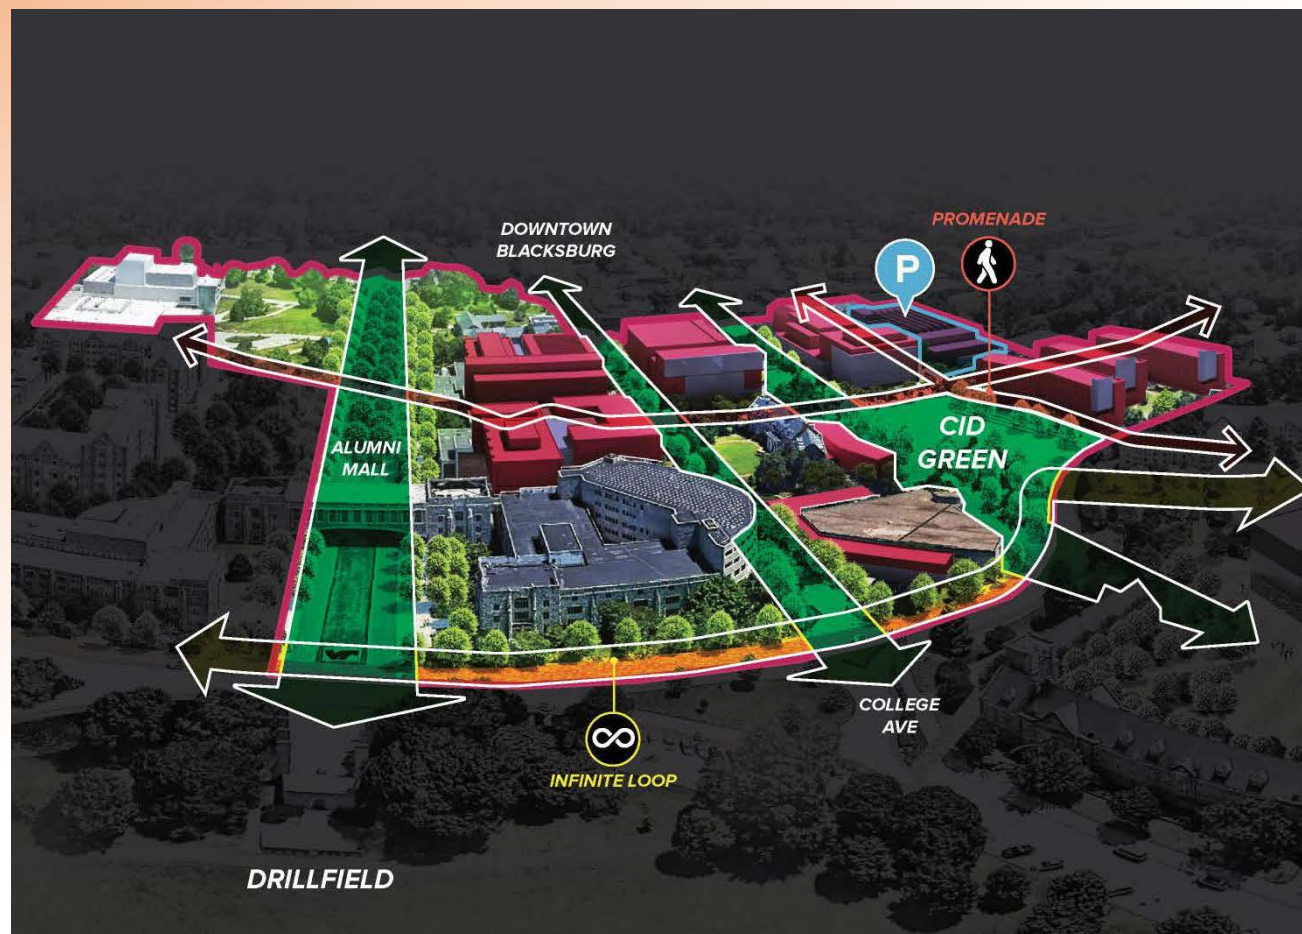 DOWNTOWN
BLACKSBURG
PROMENADE
P
ALUMNI
MALL
CID
GREEN
COLLEGE
AVE
INFINITE LOOP
DRILLFIELD